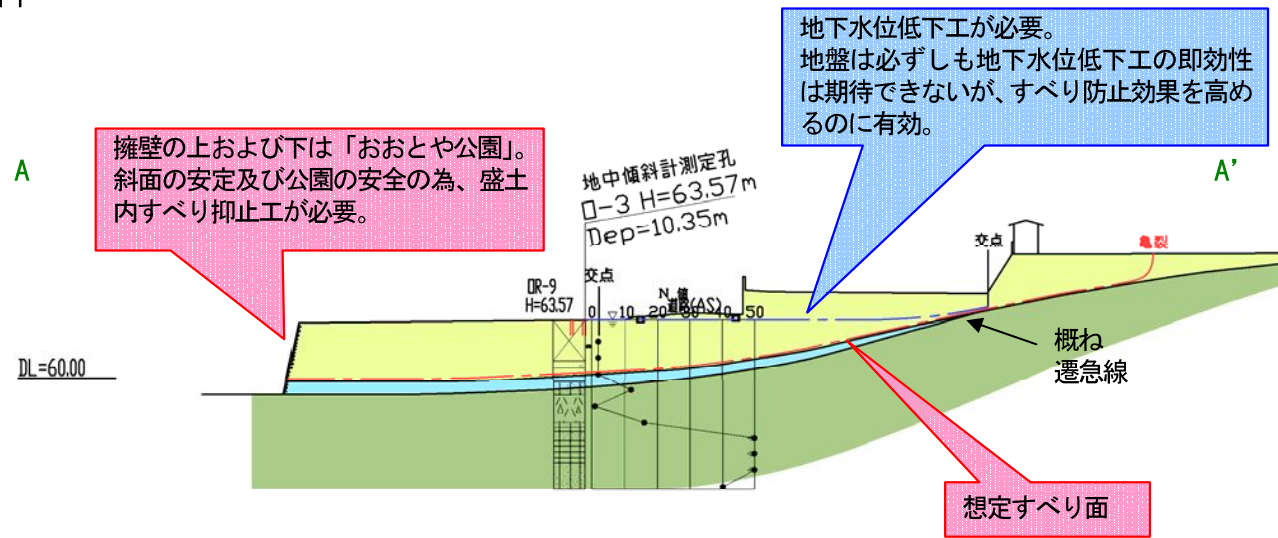 地下水位低下工が必要。
地盤は必ずしも地下水位低下工の即効性
は期待できないが、すべり防止効果を高め
るのに有効。
擁壁の上および下は「おおとや公園」。
斜面の安定及び公園の安全の為、盛土
内すべり抑止工が必要。
A
A’
地中傾斜計測定孔
ロ-3 H=63.57m
Dep=10.35m
交点
亀裂
交点
ロR-9
H=63.57
N 値
道路(AS)
0 10 20 30 40 50
DL=60.00
概ね
遷急線
想定すべり面